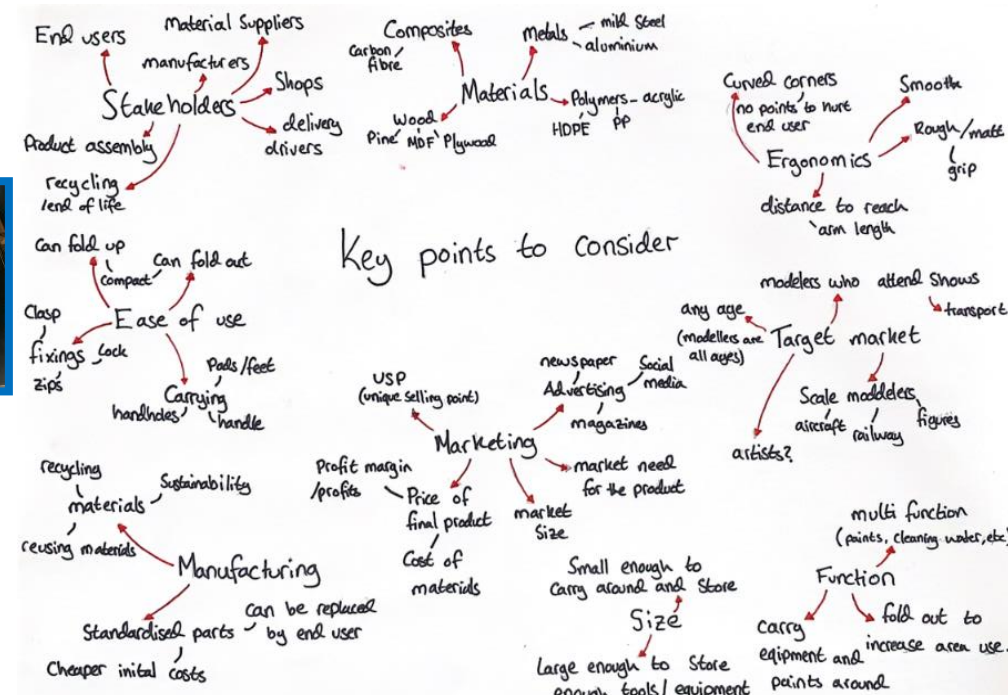 End users
Material Suppliers
manufacturers
Shops
Stakeholders
delivery
drivers
Product assembly
recycling
/end of life
Composites
Carbon
fibre
Metals
mild Steel
aluminium
Materials
Polymers - acrylic
HDPE PP
Wood
Pine MDF Plywood
Curved corners
no points to hurt
end user
Smooth
Rough/matt
grip
Ergonomics
distance to reach
arm length
Key points to consider
can fold up
compact
can fold out
Clasp
Ease of use
fixings Lock
zips
Pads/feet
Carrying
handholes
handle
modelers who attend shows
transport
any age
(modellers are
all ages)
Target market
Scale moddelers
aircraft railway figures
artists?
USP
(unique selling point)
newspaper
Social
media
Advertising
magazines
Marketing
Profit margin
/profits
Price of
final product
Cost of
materials
market
Size
market need
for the product
recycling
Sustainability
materials
reusing materials
Manufacturing
Standardised parts
can be replaced
by end user
Cheaper inital costs
Small enough to
carry around and store
Size
Large enough to Store
enough tools/equipment
multi function
(paints, cleaning water, etc)
Function
carry
eqipment and
paints around
fold out to
increase area use.